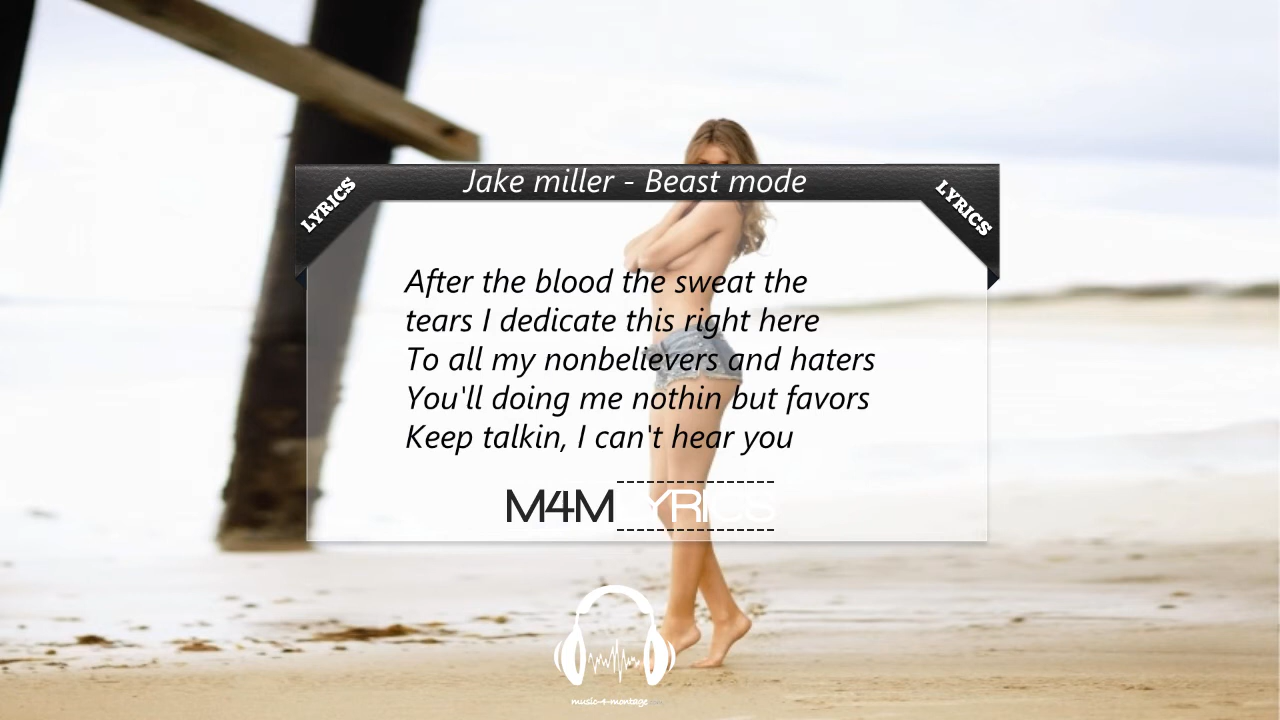 Jake miller - Beast mode
LYRICS
LYRICS
After the blood the sweat the
tears I dedicate this right here
To all my nonbelievers and haters
You'll doing me nothin but favors
Keep talkin, I can't hear you
M4MLYRICS
music-4-montage